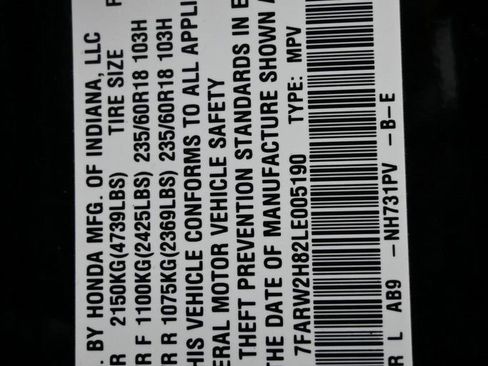 . BY HONDA MFG. OF INDIANA, LLC
R 2150KG(4739LBS) TIRE SIZE
R F 1100KG(2425LBS) 235/60R18 103H
R R 1075KG(2369LBS) 235/60R18 103H
HIS VEHICLE CONFORMS TO ALL APPLI
ERAL MOTOR VEHICLE SAFETY
THEFT PREVENTION STANDARDS IN E
THE DATE OF MANUFACTURE SHOWN A
7FARW2H82LE005190 TYPE: MPV
R L AB9 -NH731PV -B-E